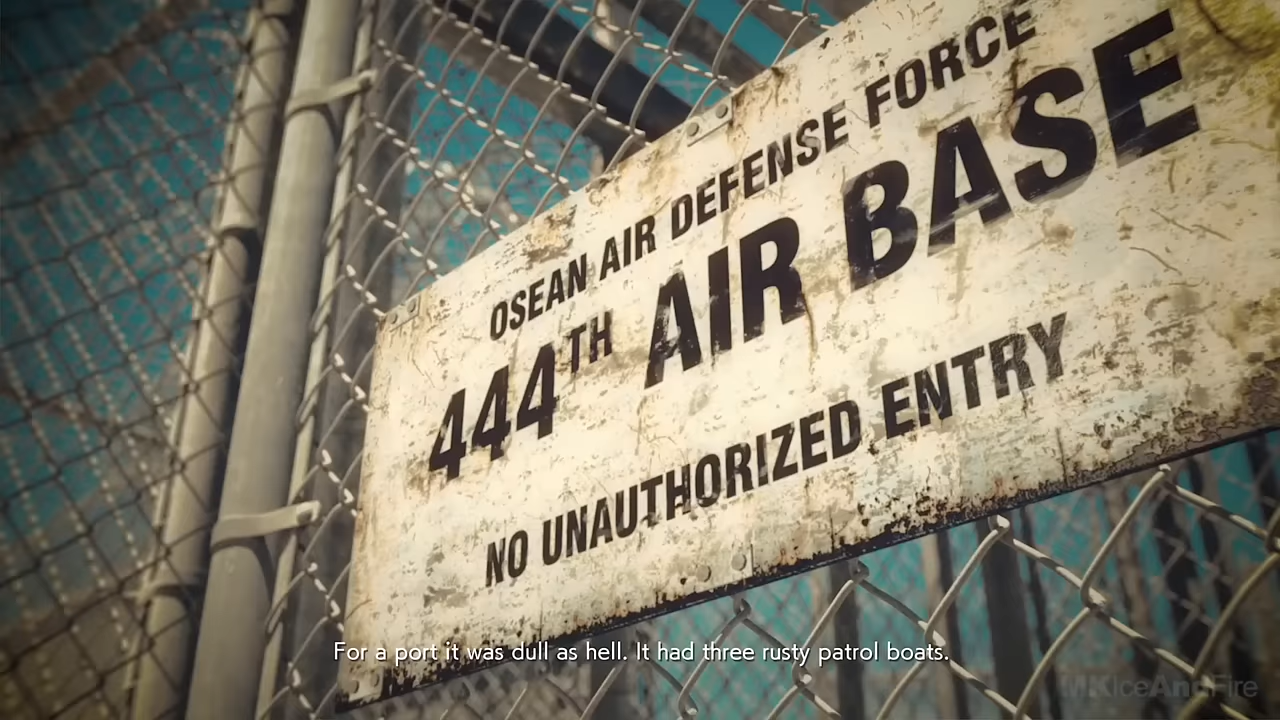 OSEAN AIR DEFENSE FORCE
444TH AIR BASE
NO UNAUTHORIZED ENTRY
For a port it was dull as hell. It had three rusty patrol boats.
MKIceAndFire